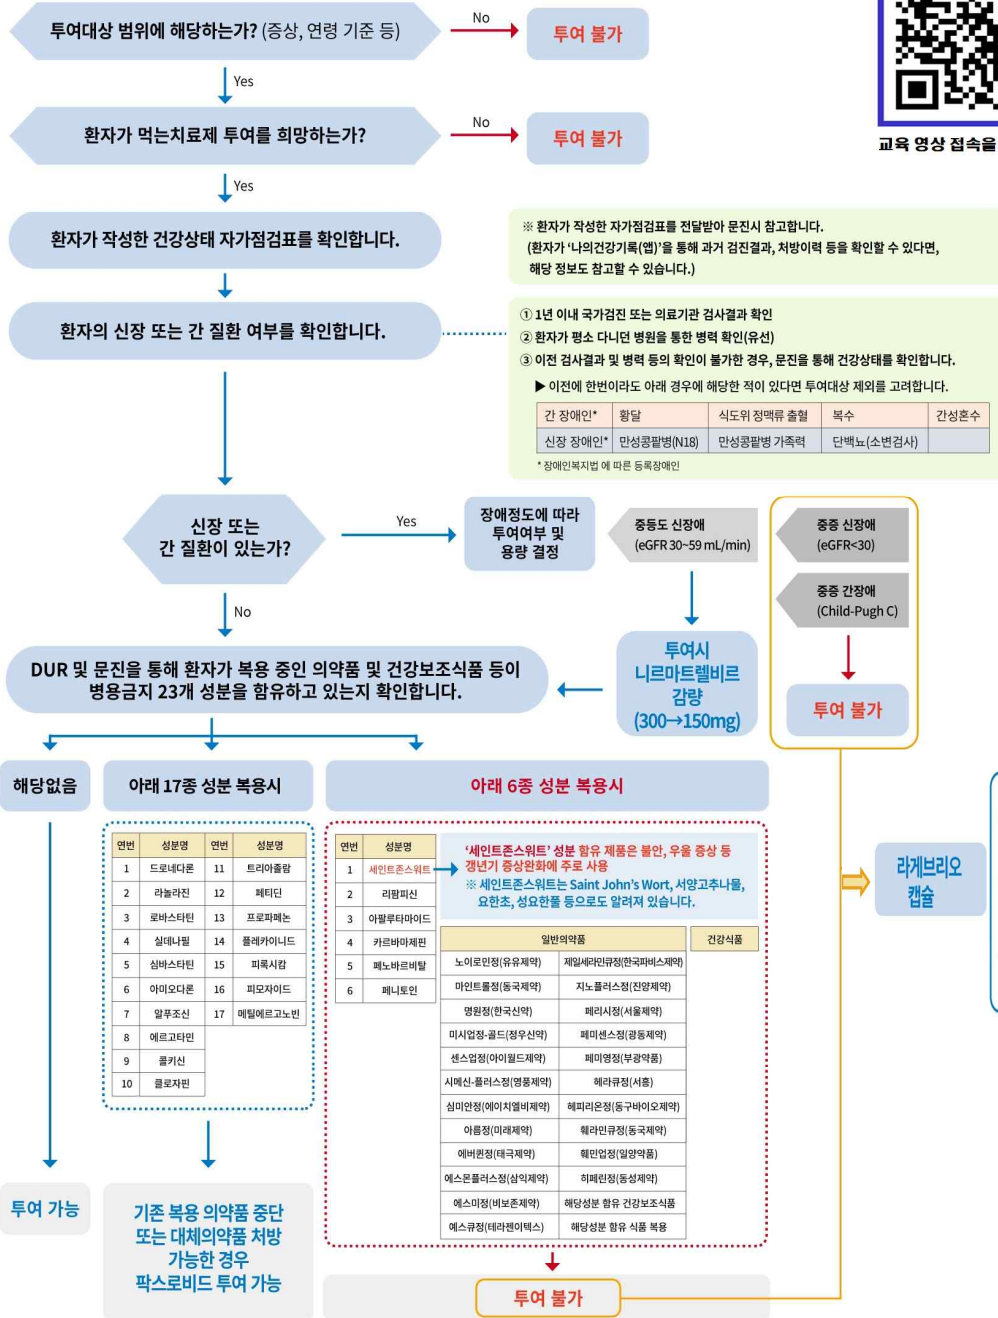 투여대상 범위에 해당하는가? (증상, 연령 기준 등)
No
투여 불가
Yes
교육 영상 접속을
환자가 먹는치료제 투여를 희망하는가?
No
투여 불가
Yes
환자가 작성한 건강상태 자가점검표를 확인합니다.
※ 환자가 작성한 자가점검표를 전달받아 문진시 참고합니다.
(환자가 '나의건강기록(앱)'을 통해 과거 검진결과, 처방이력 등을 확인할 수 있다면,
해당 정보도 참고할 수 있습니다.)
환자의 신장 또는 간 질환 여부를 확인합니다.
① 1년 이내 국가검진 또는 의료기관 검사결과 확인
② 환자가 평소 다니던 병원을 통한 병력 확인(유선)
③ 이전 검사결과 및 병력 등의 확인이 불가한 경우, 문진을 통해 건강상태를 확인합니다.
▶ 이전에 한번이라도 아래 경우에 해당한 적이 있다면 투여대상 제외를 고려합니다.
간 장애인* 황달 식도위 정맥류 출혈 복수 간성혼수
신장 장애인* 만성콩팥병(N18) 만성콩팥병 가족력 단백뇨(소변검사)
* 장애인복지법 에 따른 등록장애인
신장 또는
간 질환이 있는가?
Yes
장애정도에 따라
투여여부 및
용량 결정
중등도 신장애
(eGFR 30~59 mL/min)
중증 신장애
(eGFR<30)
중증 간장애
(Child-Pugh C)
No
투여시
니르마트렐비르
감량
(300→150mg)
투여 불가
DUR 및 문진을 통해 환자가 복용 중인 의약품 및 건강보조식품 등이
병용금지 23개 성분을 함유하고 있는지 확인합니다.
해당없음
아래 17종 성분 복용시
아래 6종 성분 복용시
연번 성분명 연번 성분명
1 드로네다론 11 트리아졸람
2 라놀라진 12 페티딘
3 로바스타틴 13 프로파페논
4 실데나필 14 플레카이니드
5 심바스타틴 15 피록시캄
6 아미오다론 16 피모자이드
7 알푸조신 17 메틸에르고노빈
8 에르고타민
9 콜키신
10 클로자핀
연번 성분명
1 세인트존스워트
2 리팜피신
3 아팔루타마이드
4 카르바마제핀
5 페노바르비탈
6 페니토인
'세인트존스워트' 성분 함유 제품은 불안, 우울 증상 등
갱년기 증상완화에 주로 사용
※ 세인트존스워트는 Saint John's Wort, 서양고추나물,
요한초, 성요한풀 등으로도 알려져 있습니다.
일반의약품 건강식품
노이로민정(유유제약) 제일세라민큐정(한국파비스제약)
마인트롤정(동국제약) 지노플러스정(진양제약)
명원정(한국신약) 페리시정(서울제약)
미시업정-골드(정우신약) 페미센스정(광동제약)
센스업정(아이월드제약) 페미영정(부광약품)
시메신-플러스정(영풍제약) 헤라큐정(서흥)
심미안정(에이치엘비제약) 헤피리온정(동구바이오제약)
아름정(미래제약) 훼라민큐정(동국제약)
에버퀸정(태극제약) 훼민업정(일양약품)
에스몬플러스정(삼익제약) 히페린정(동성제약)
에스미정(비보존제약) 해당성분 함유 건강보조식품
예스큐정(테라젠이텍스) 해당성분 함유 식품 복용
라게브리오
캡슐
투여 가능
기존 복용 의약품 중단
또는 대체의약품 처방
가능한 경우
팍스로비드 투여 가능
투여 불가